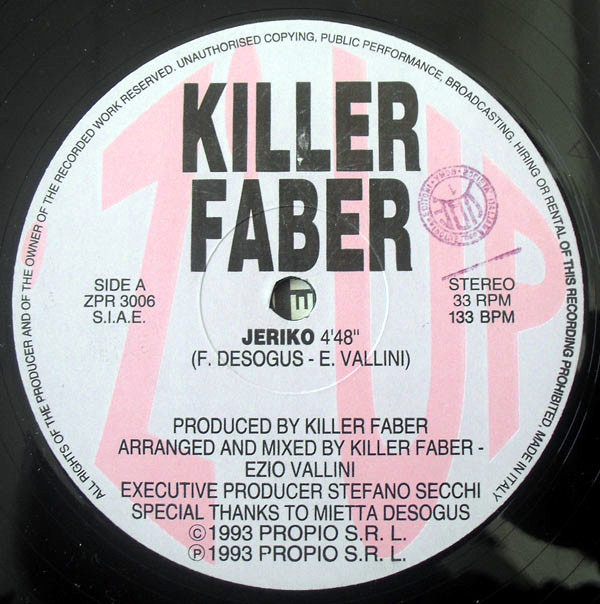 ALL RIGHTS OF THE PRODUCER AND OF THE OWNER OF THE RECORDED WORK RESERVED. UNAUTHORISED COPYING, PUBLIC PERFORMANCE, BROADCASTING, HIRING OR RENTAL OF THIS RECORDING PROHIBITED. MADE IN ITALY
KILLER
FABER
SIDE A
ZPR 3006
S.I.A.E.
STEREO
33 RPM
133 BPM
JERIKO 4'48"
(F. DESOGUS - E. VALLINI)
PRODUCED BY KILLER FABER
ARRANGED AND MIXED BY KILLER FABER -
EZIO VALLINI
EXECUTIVE PRODUCER STEFANO SECCHI
SPECIAL THANKS TO MIETTA DESOGUS
©1993 PROPIO S.R. L.
℗1993 PROPIO S.R. L.